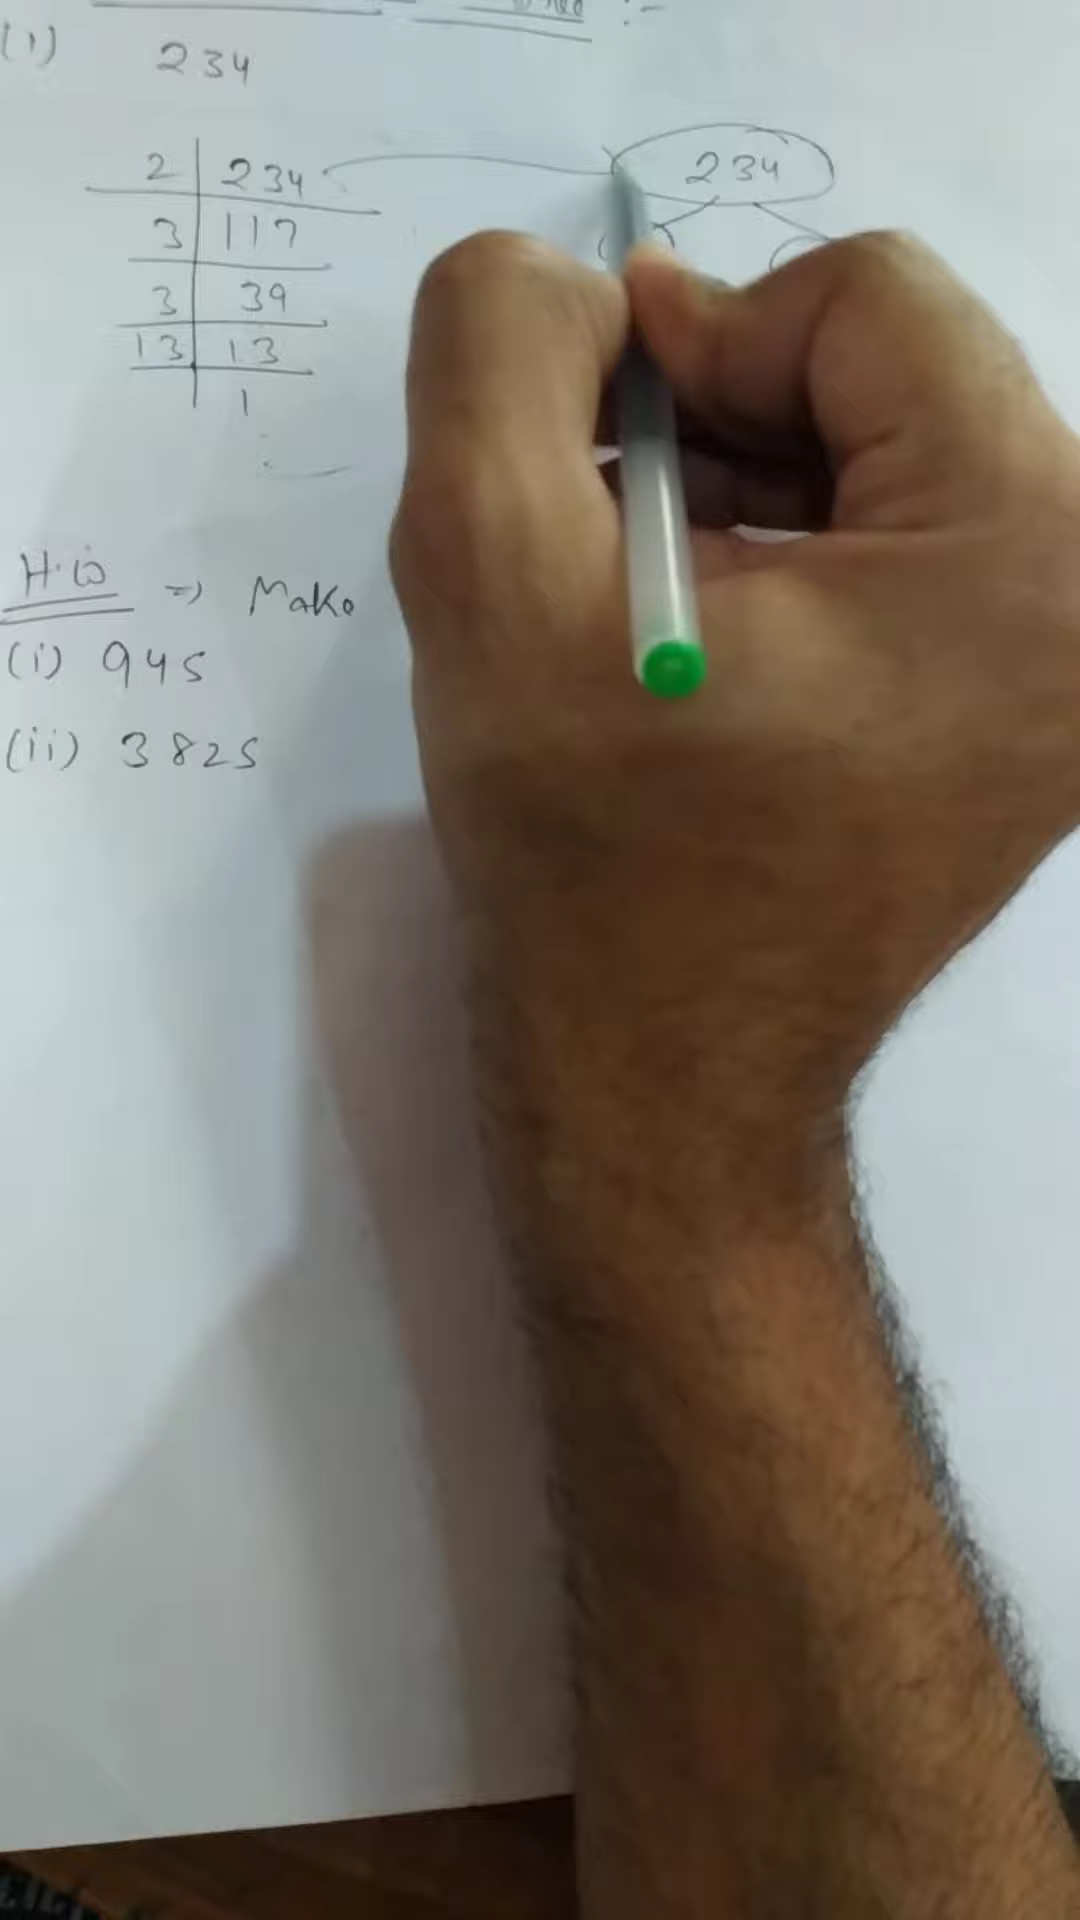 (1) 234
2 | 234
3 | 117
3 | 39
13 | 13
1
234
H.W => Make
(i) 945
(ii) 3825